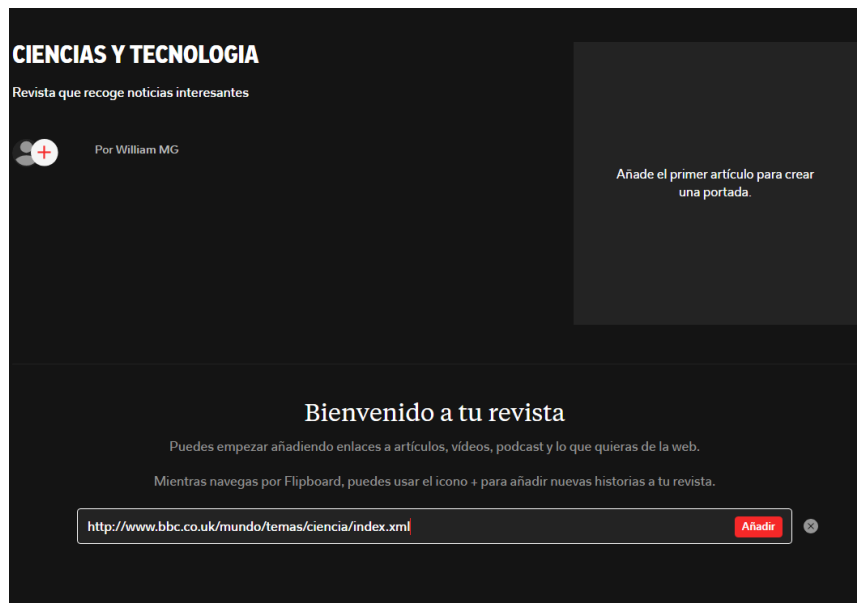 CIENCIAS Y TECNOLOGIA
Revista que recoge noticias interesantes
Por William MG
Añade el primer artículo para crear
una portada.
Bienvenido a tu revista
Puedes empezar añadiendo enlaces a artículos, vídeos, podcast y lo que quieras de la web.
Mientras navegas por Flipboard, puedes usar el icono + para añadir nuevas historias a tu revista.
http://www.bbc.co.uk/mundo/temas/ciencia/index.xml
Añadir